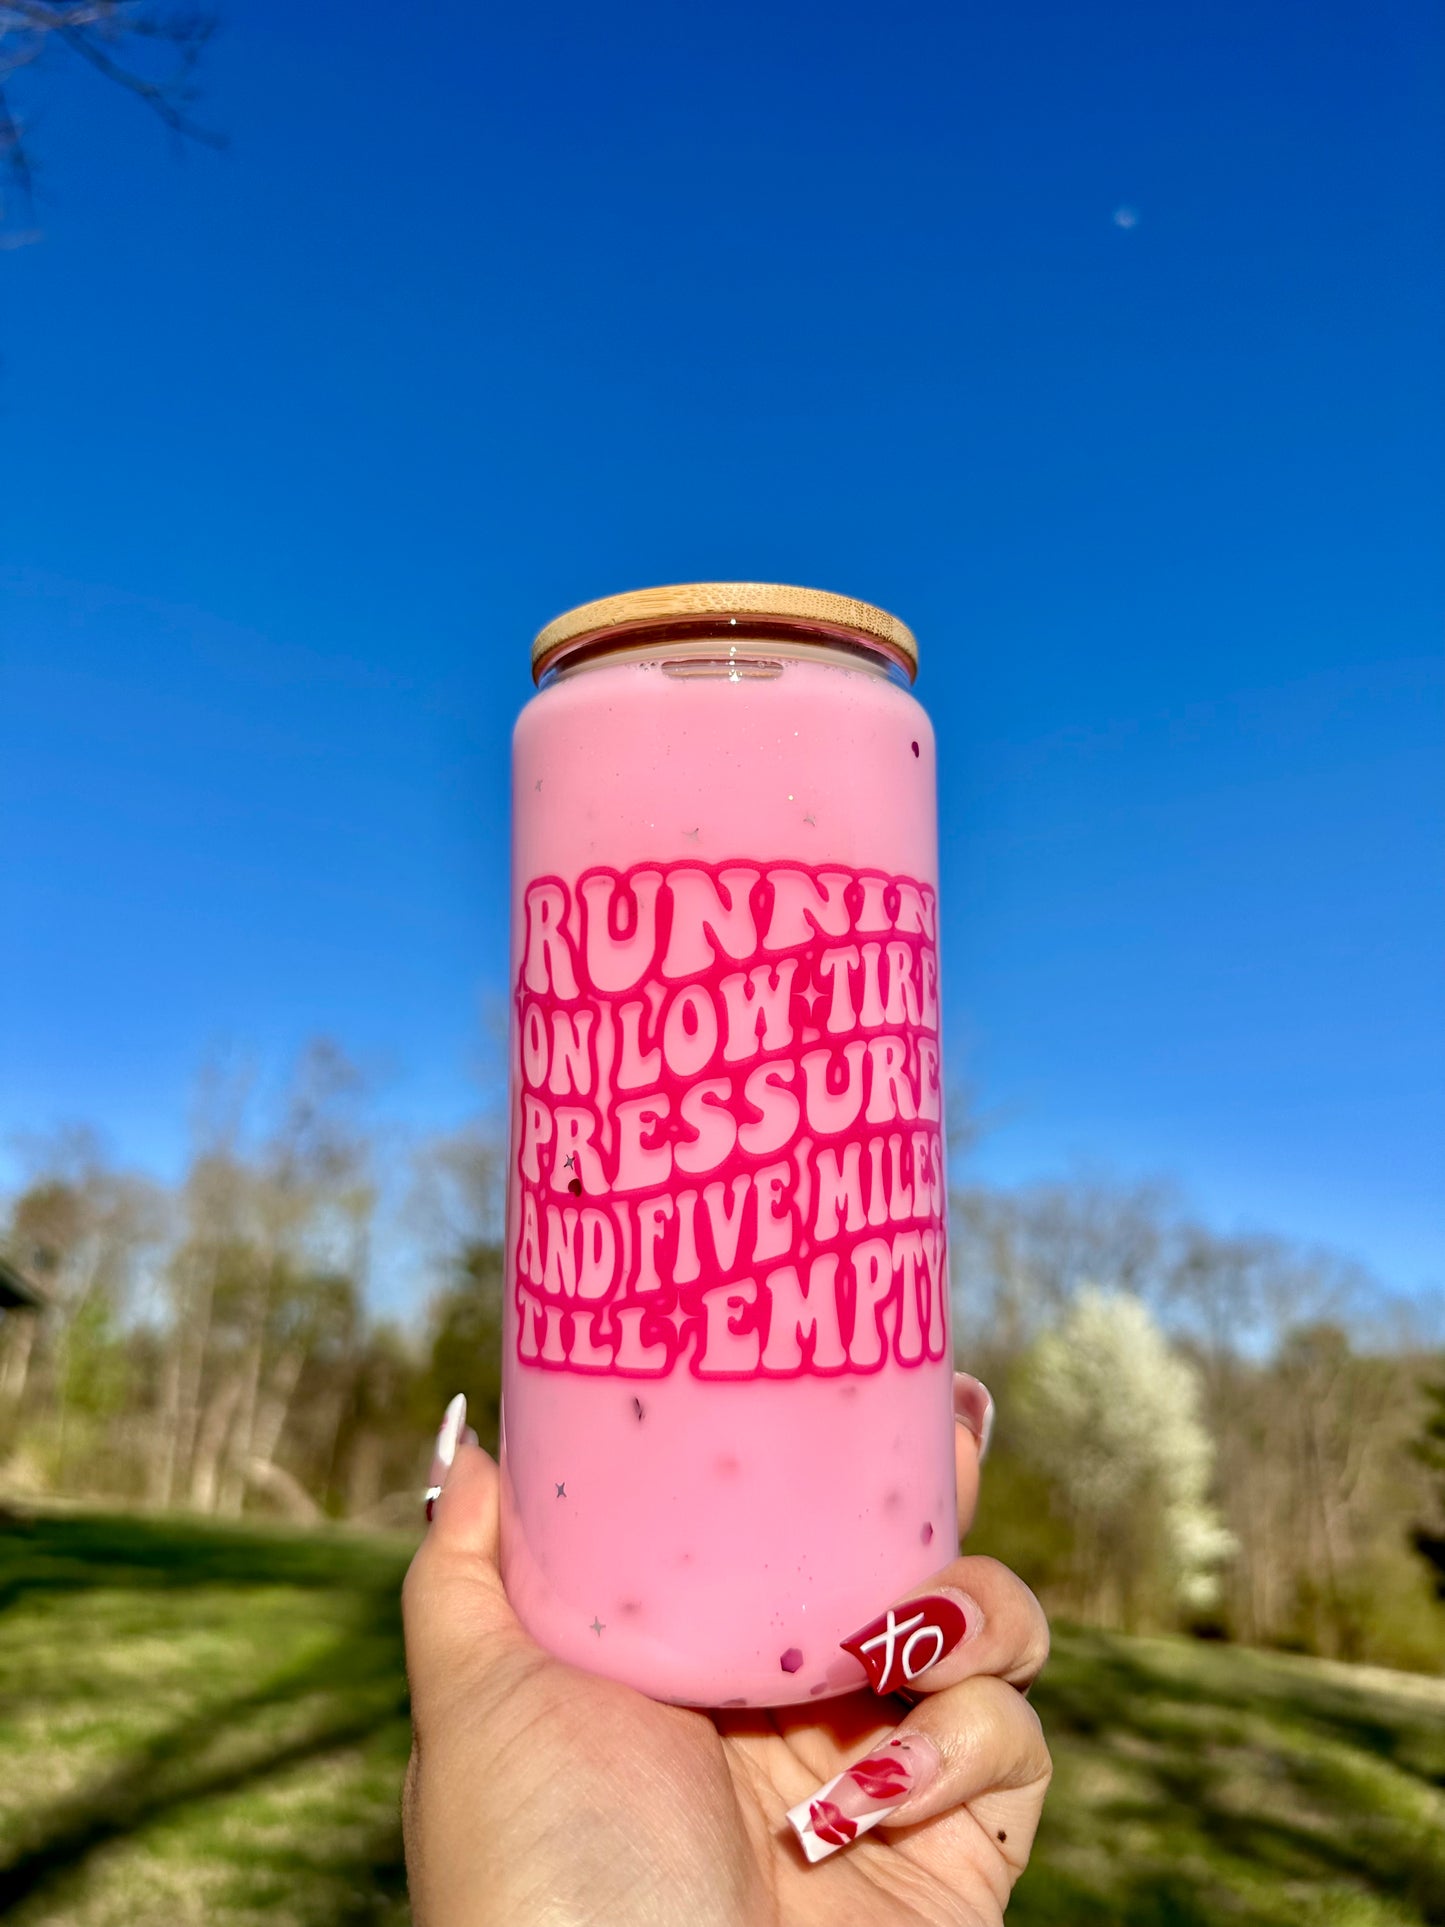 RUNNIN
ON LOW TIRE
PRESSURE
AND FIVE MILES
TILL EMPTY
XO